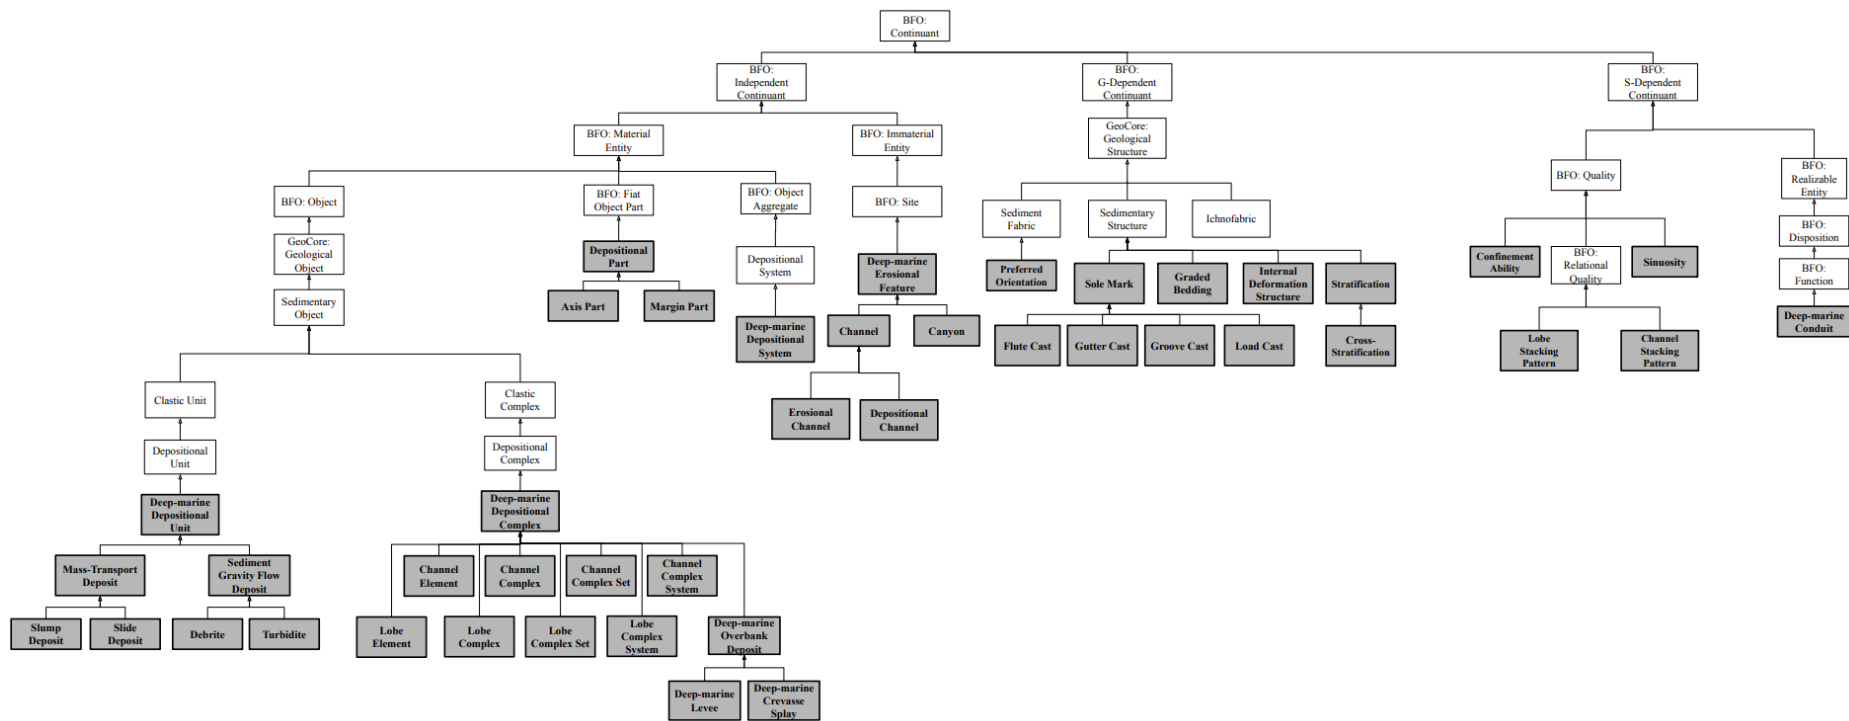 BFO:
Continuant
BFO:
Independent
Continuant
BFO:
G-Dependent
Continuant
BFO:
S-Dependent
Continuant
BFO: Material
Entity
BFO: Immaterial
Entity
GeoCore:
Geological
Structure
BFO: Quality
BFO:
Realizable
Entity
BFO: Object
BFO: Fiat
Object Part
BFO: Object
Aggregate
BFO: Site
Sediment
Fabric
Sedimentary
Structure
Ichnofabric
BFO:
Disposition
GeoCore:
Geological
Object
Depositional
Part
Depositional
System
Deep-marine
Erosional
Feature
Preferred
Orientation
Sole Mark
Graded
Bedding
Internal
Deformation
Structure
Stratification
Confinement
Ability
BFO:
Relational
Quality
Sinuosity
BFO:
Function
Sedimentary
Object
Axis Part
Margin Part
Deep-marine
Depositional
System
Channel
Canyon
Flute Cast
Gutter Cast
Groove Cast
Load Cast
Cross-
Stratification
Lobe
Stacking
Pattern
Channel
Stacking
Pattern
Deep-marine
Conduit
Clastic Unit
Clastic
Complex
Erosional
Channel
Depositional
Channel
Depositional
Unit
Depositional
Complex
Deep-marine
Depositional
Unit
Deep-marine
Depositional
Complex
Mass-Transport
Deposit
Sediment
Gravity Flow
Deposit
Channel
Element
Channel
Complex
Channel
Complex Set
Channel
Complex
System
Slump
Deposit
Slide
Deposit
Debrite
Turbidite
Lobe
Element
Lobe
Complex
Lobe
Complex Set
Lobe
Complex
System
Deep-marine
Overbank
Deposit
Deep-marine
Levee
Deep-marine
Crevasse
Splay